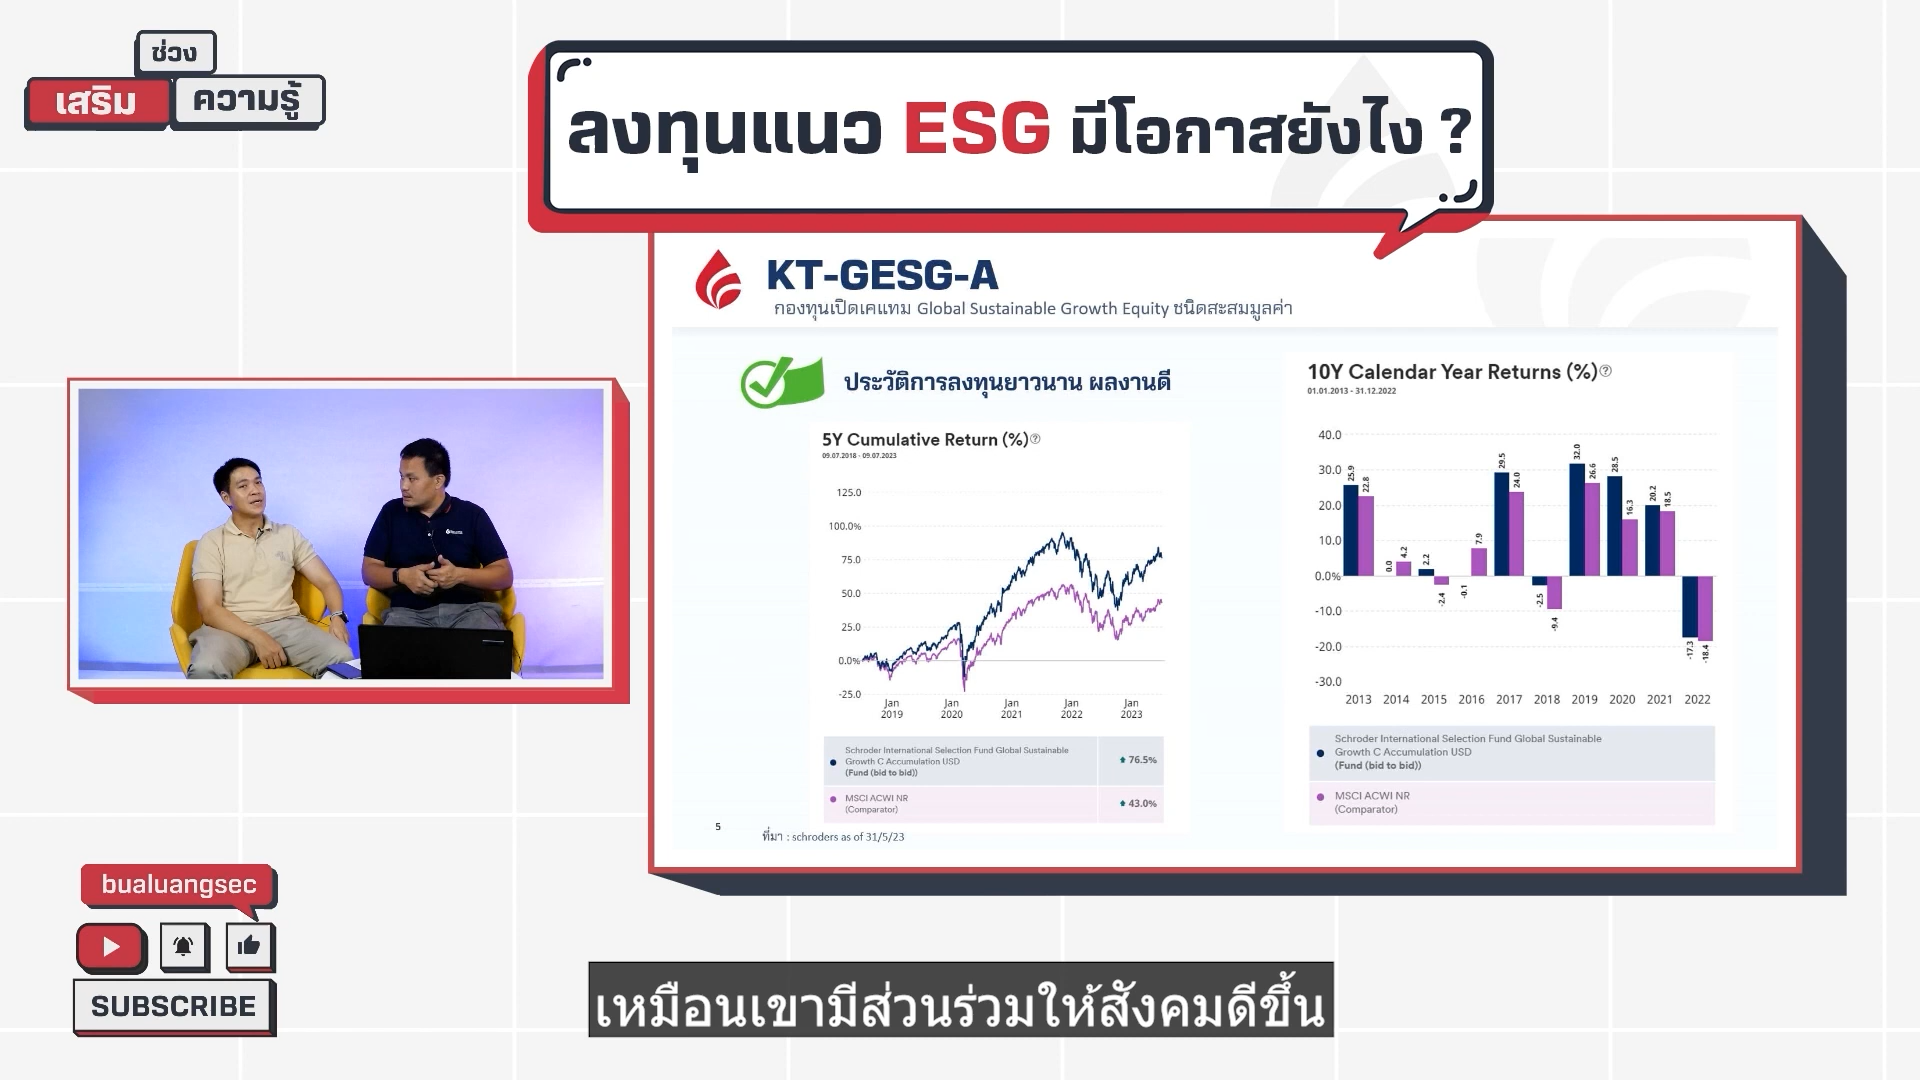 ช่วง
เสริม ความรู้
ลงทุนแนว ESG มีโอกาสยังไง ?
KT-GESG-A
กองทุนเปิดเคแทม Global Sustainable Growth Equity ชนิดสะสมมูลค่า
ประวัติการลงทุนยาวนาน ผลงานดี
5Y Cumulative Return (%)
09.07.2018 - 09.07.2023
125.0
100.0%
75.0
50.0
25.0
0.0%
-25.0
Jan 2019 Jan 2020 Jan 2021 Jan 2022 Jan 2023
Schroder International Selection Fund Global Sustainable
Growth C Accumulation USD
(Fund (bid to bid))
76.5%
MSCI ACWI NR
(Comparator)
43.0%
5
ที่มา : schroders as of 31/5/23
10Y Calendar Year Returns (%)
01.01.2013 - 31.12.2022
40.0
30.0
20.0
10.0
0.0%
-10.0
-20.0
-30.0
25.9 22.8 0.0 4.2 2.2 -2.4 -0.1 7.9 29.5 24.0 -2.5 -9.4 32.0 26.6 28.5 16.3 20.2 18.5 -17.3 -18.4
2013 2014 2015 2016 2017 2018 2019 2020 2021 2022
Schroder International Selection Fund Global Sustainable
Growth C Accumulation USD
(Fund (bid to bid))
MSCI ACWI NR
(Comparator)
bualuangsec
SUBSCRIBE
เหมือนเขามีส่วนร่วมให้สังคมดีขึ้น